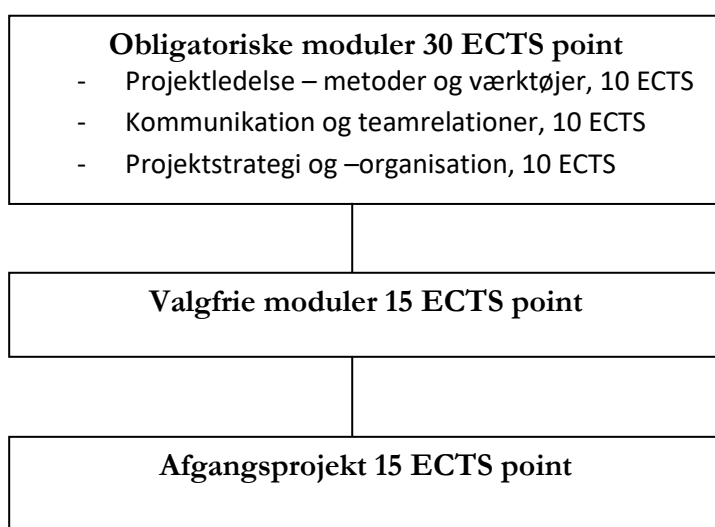 Obligatoriske moduler 30 ECTS point
- Projektledelse – metoder og værktøjer, 10 ECTS
- Kommunikation og teamrelationer, 10 ECTS
- Projektstrategi og –organisation, 10 ECTS
Valgfrie moduler 15 ECTS point
Afgangsprojekt 15 ECTS point